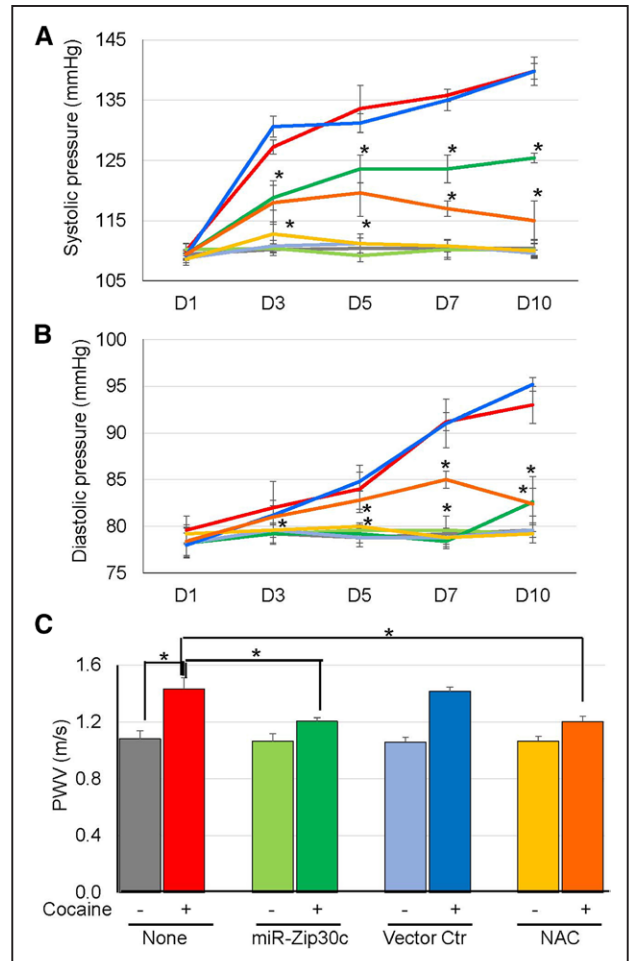 A
Systolic pressure (mmHg)
145
135
125
115
105
* * * *
* * *
D1 D3 D5 D7 D10
B
Diastolic pressure (mmHg)
100
95
90
85
80
75
* * * * * * *
D1 D3 D5 D7 D10
C
PWV (m/s)
1.6
1.2
0.8
0.4
0.0
* * *
Cocaine - + - + - + - +
None miR-Zip30c Vector Ctr NAC